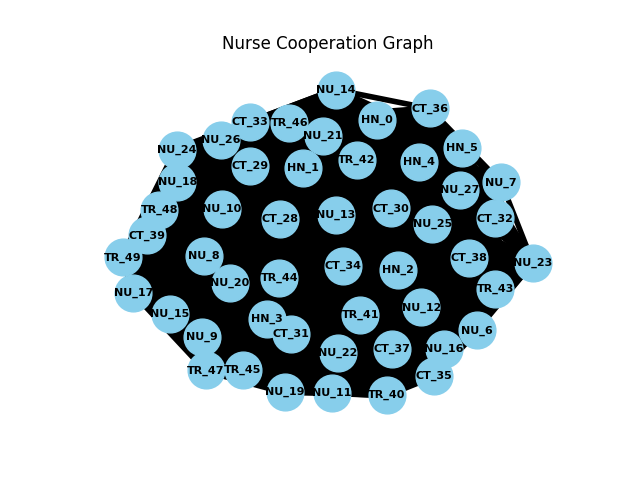 Nurse Cooperation Graph
NU_14
CT_36
CT_33
TR_46
HN_0
NU_21
NU_26
NU_24
HN_5
CT_29
HN_1
TR_42
HN_4
NU_18
NU_27
NU_7
TR_48
NU_10
CT_28
NU_13
CT_30
NU_25
CT_32
CT_39
TR_49
NU_8
CT_34
HN_2
CT_38
NU_23
NU_17
NU_20
TR_44
TR_43
NU_15
HN_3
CT_31
TR_41
NU_12
NU_9
NU_6
NU_22
CT_37
NU_16
TR_47
TR_45
CT_35
NU_19
NU_11
TR_40